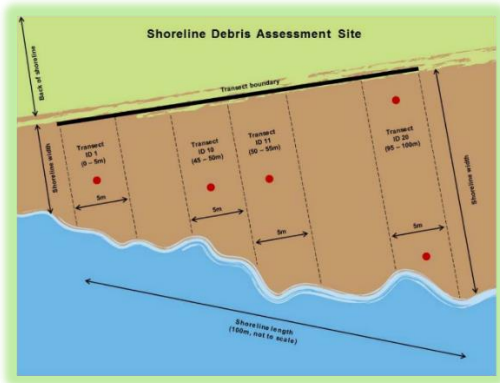 Shoreline Debris Assessment Site
Back of shoreline
Transect boundary
Shoreline width
Transect
ID 1
(0 – 5m)
5m
Transect
ID 10
(45 – 50m)
5m
Transect
ID 11
(50 – 55m)
5m
Transect
ID 20
(95 – 100m)
5m
Shoreline width
Shoreline length
(100m, not to scale)